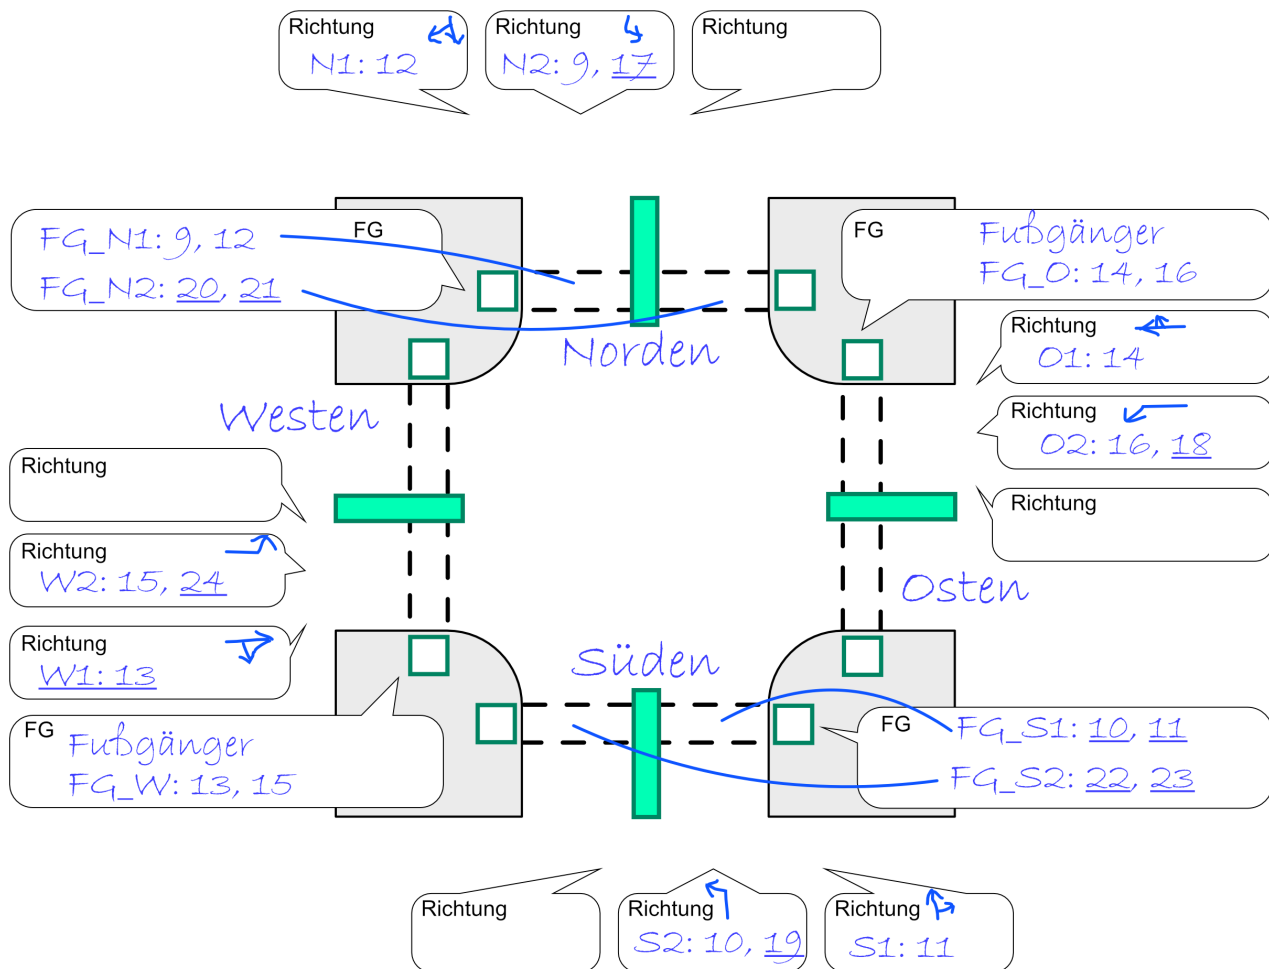 Richtung
N1: 12
Richtung
N2: 9, 17
Richtung
FG
FG_N1: 9, 12
FG_N2: 20, 21
FG
Fußgänger
FG_O: 14, 16
Norden
Richtung
O1: 14
Westen
Richtung
O2: 16, 18
Richtung
Richtung
Richtung
W2: 15, 24
Osten
Richtung
W1: 13
Süden
FG
Fußgänger
FG_W: 13, 15
FG
FG_S1: 10, 11
FG_S2: 22, 23
Richtung
Richtung
S2: 10, 19
Richtung
S1: 11